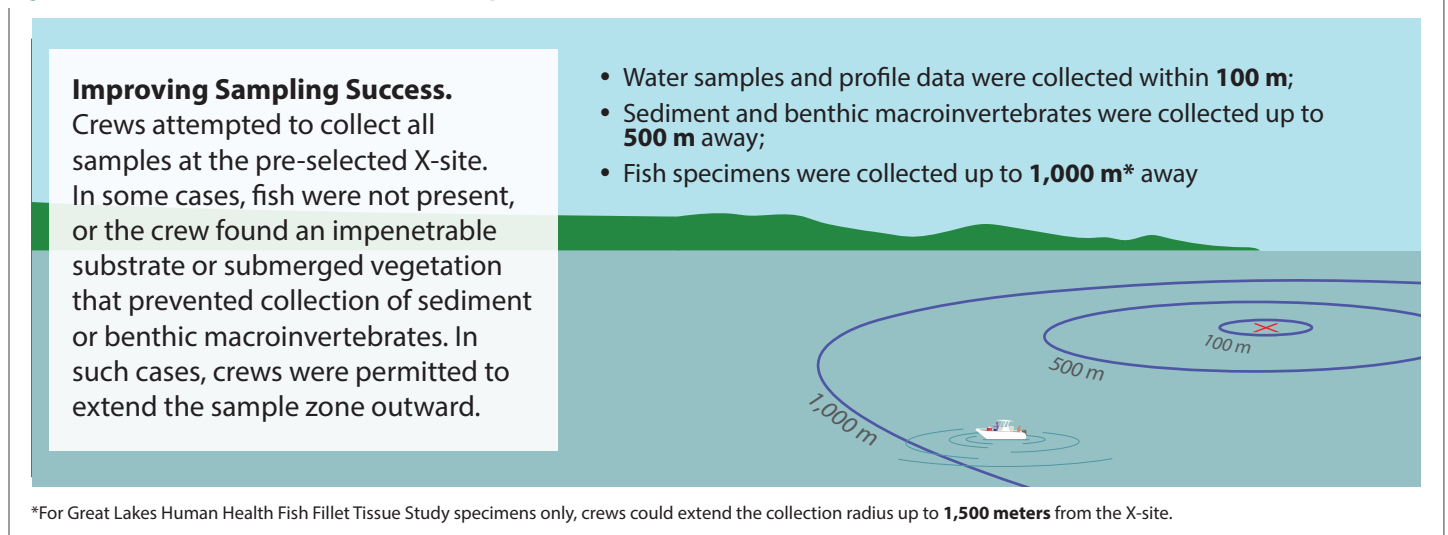 Improving Sampling Success.
Crews attempted to collect all
samples at the pre-selected X-site.
In some cases, fish were not present,
or the crew found an impenetrable
substrate or submerged vegetation
that prevented collection of sediment
or benthic macroinvertebrates. In
such cases, crews were permitted to
extend the sample zone outward.
• Water samples and profile data were collected within 100 m;
• Sediment and benthic macroinvertebrates were collected up to
500 m away;
• Fish specimens were collected up to 1,000 m* away
100 m
500 m
1,000 m
*For Great Lakes Human Health Fish Fillet Tissue Study specimens only, crews could extend the collection radius up to 1,500 meters from the X-site.